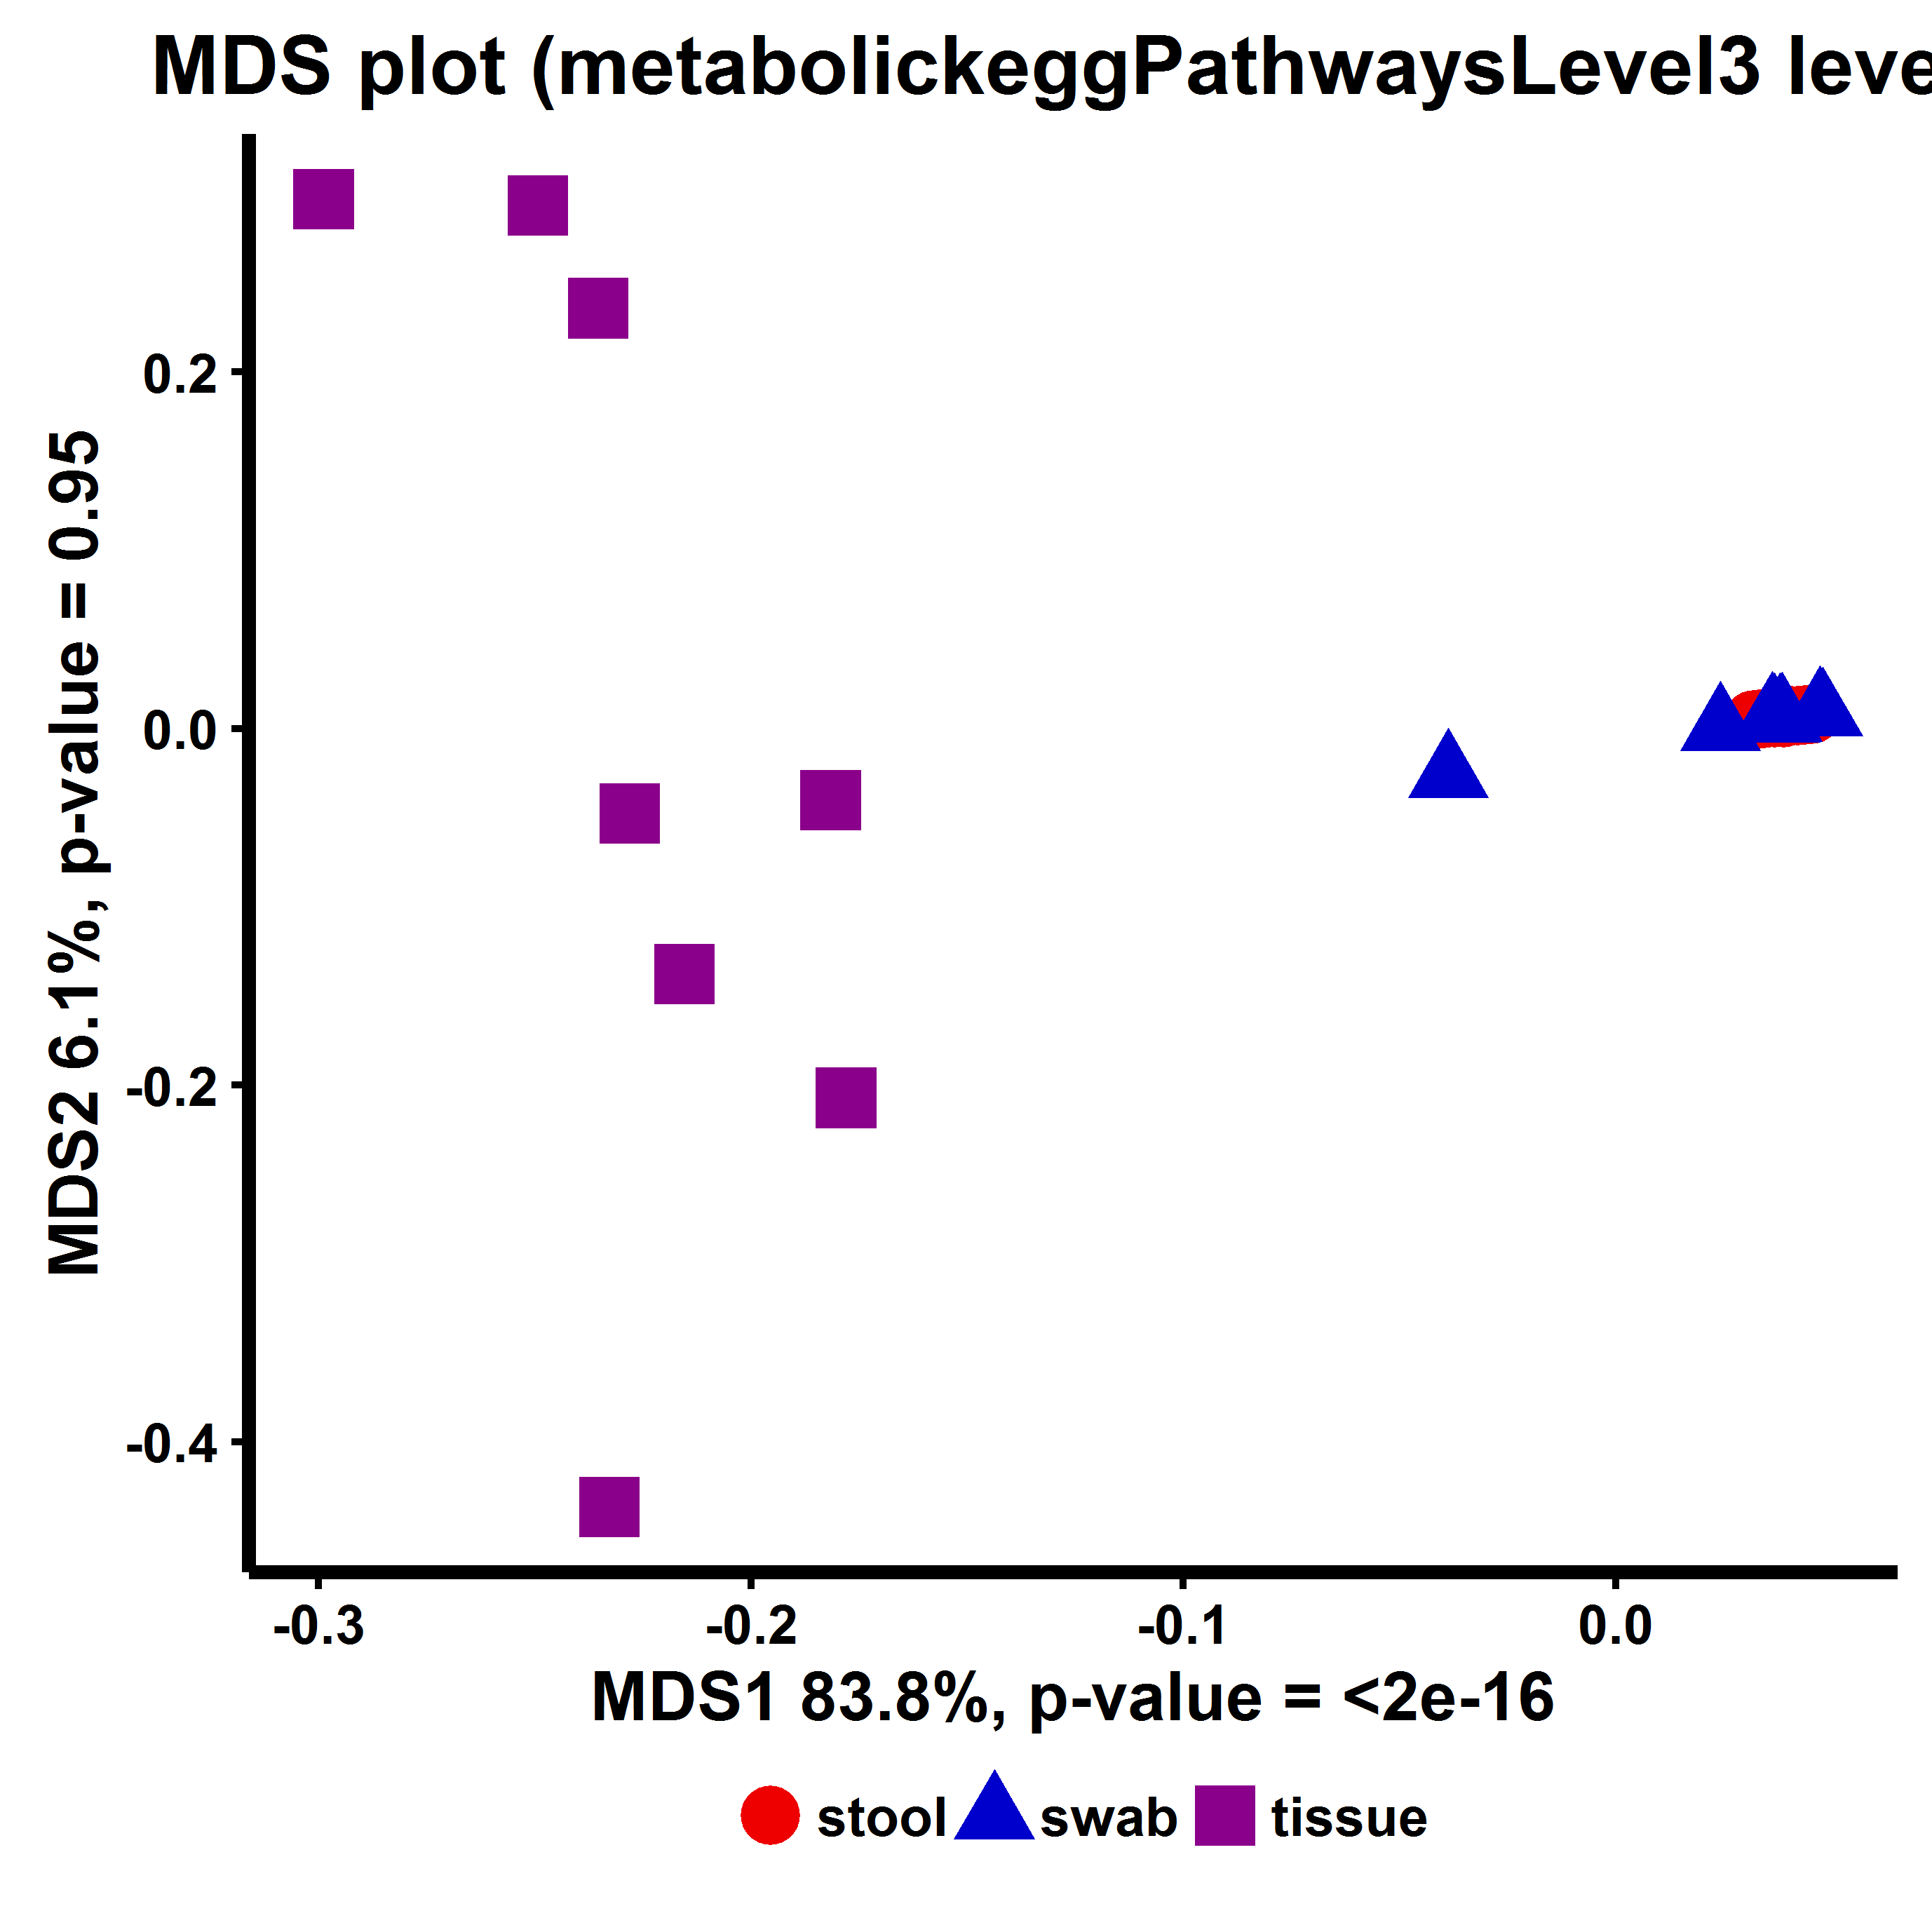 MDS plot (metabolickeggPathwaysLevel3 leve
MDS2 6.1%, p-value = 0.95
0.2
0.0
-0.2
-0.4
-0.3 -0.2 -0.1 0.0
MDS1 83.8%, p-value = <2e-16
stool swab tissue